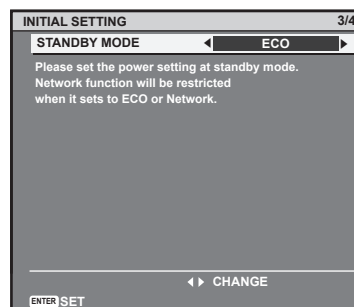 INITIAL SETTING 3/4
STANDBY MODE ECO
Please set the power setting at standby mode.
Network function will be restricted
when it sets to ECO or Network.
CHANGE
ENTER SET